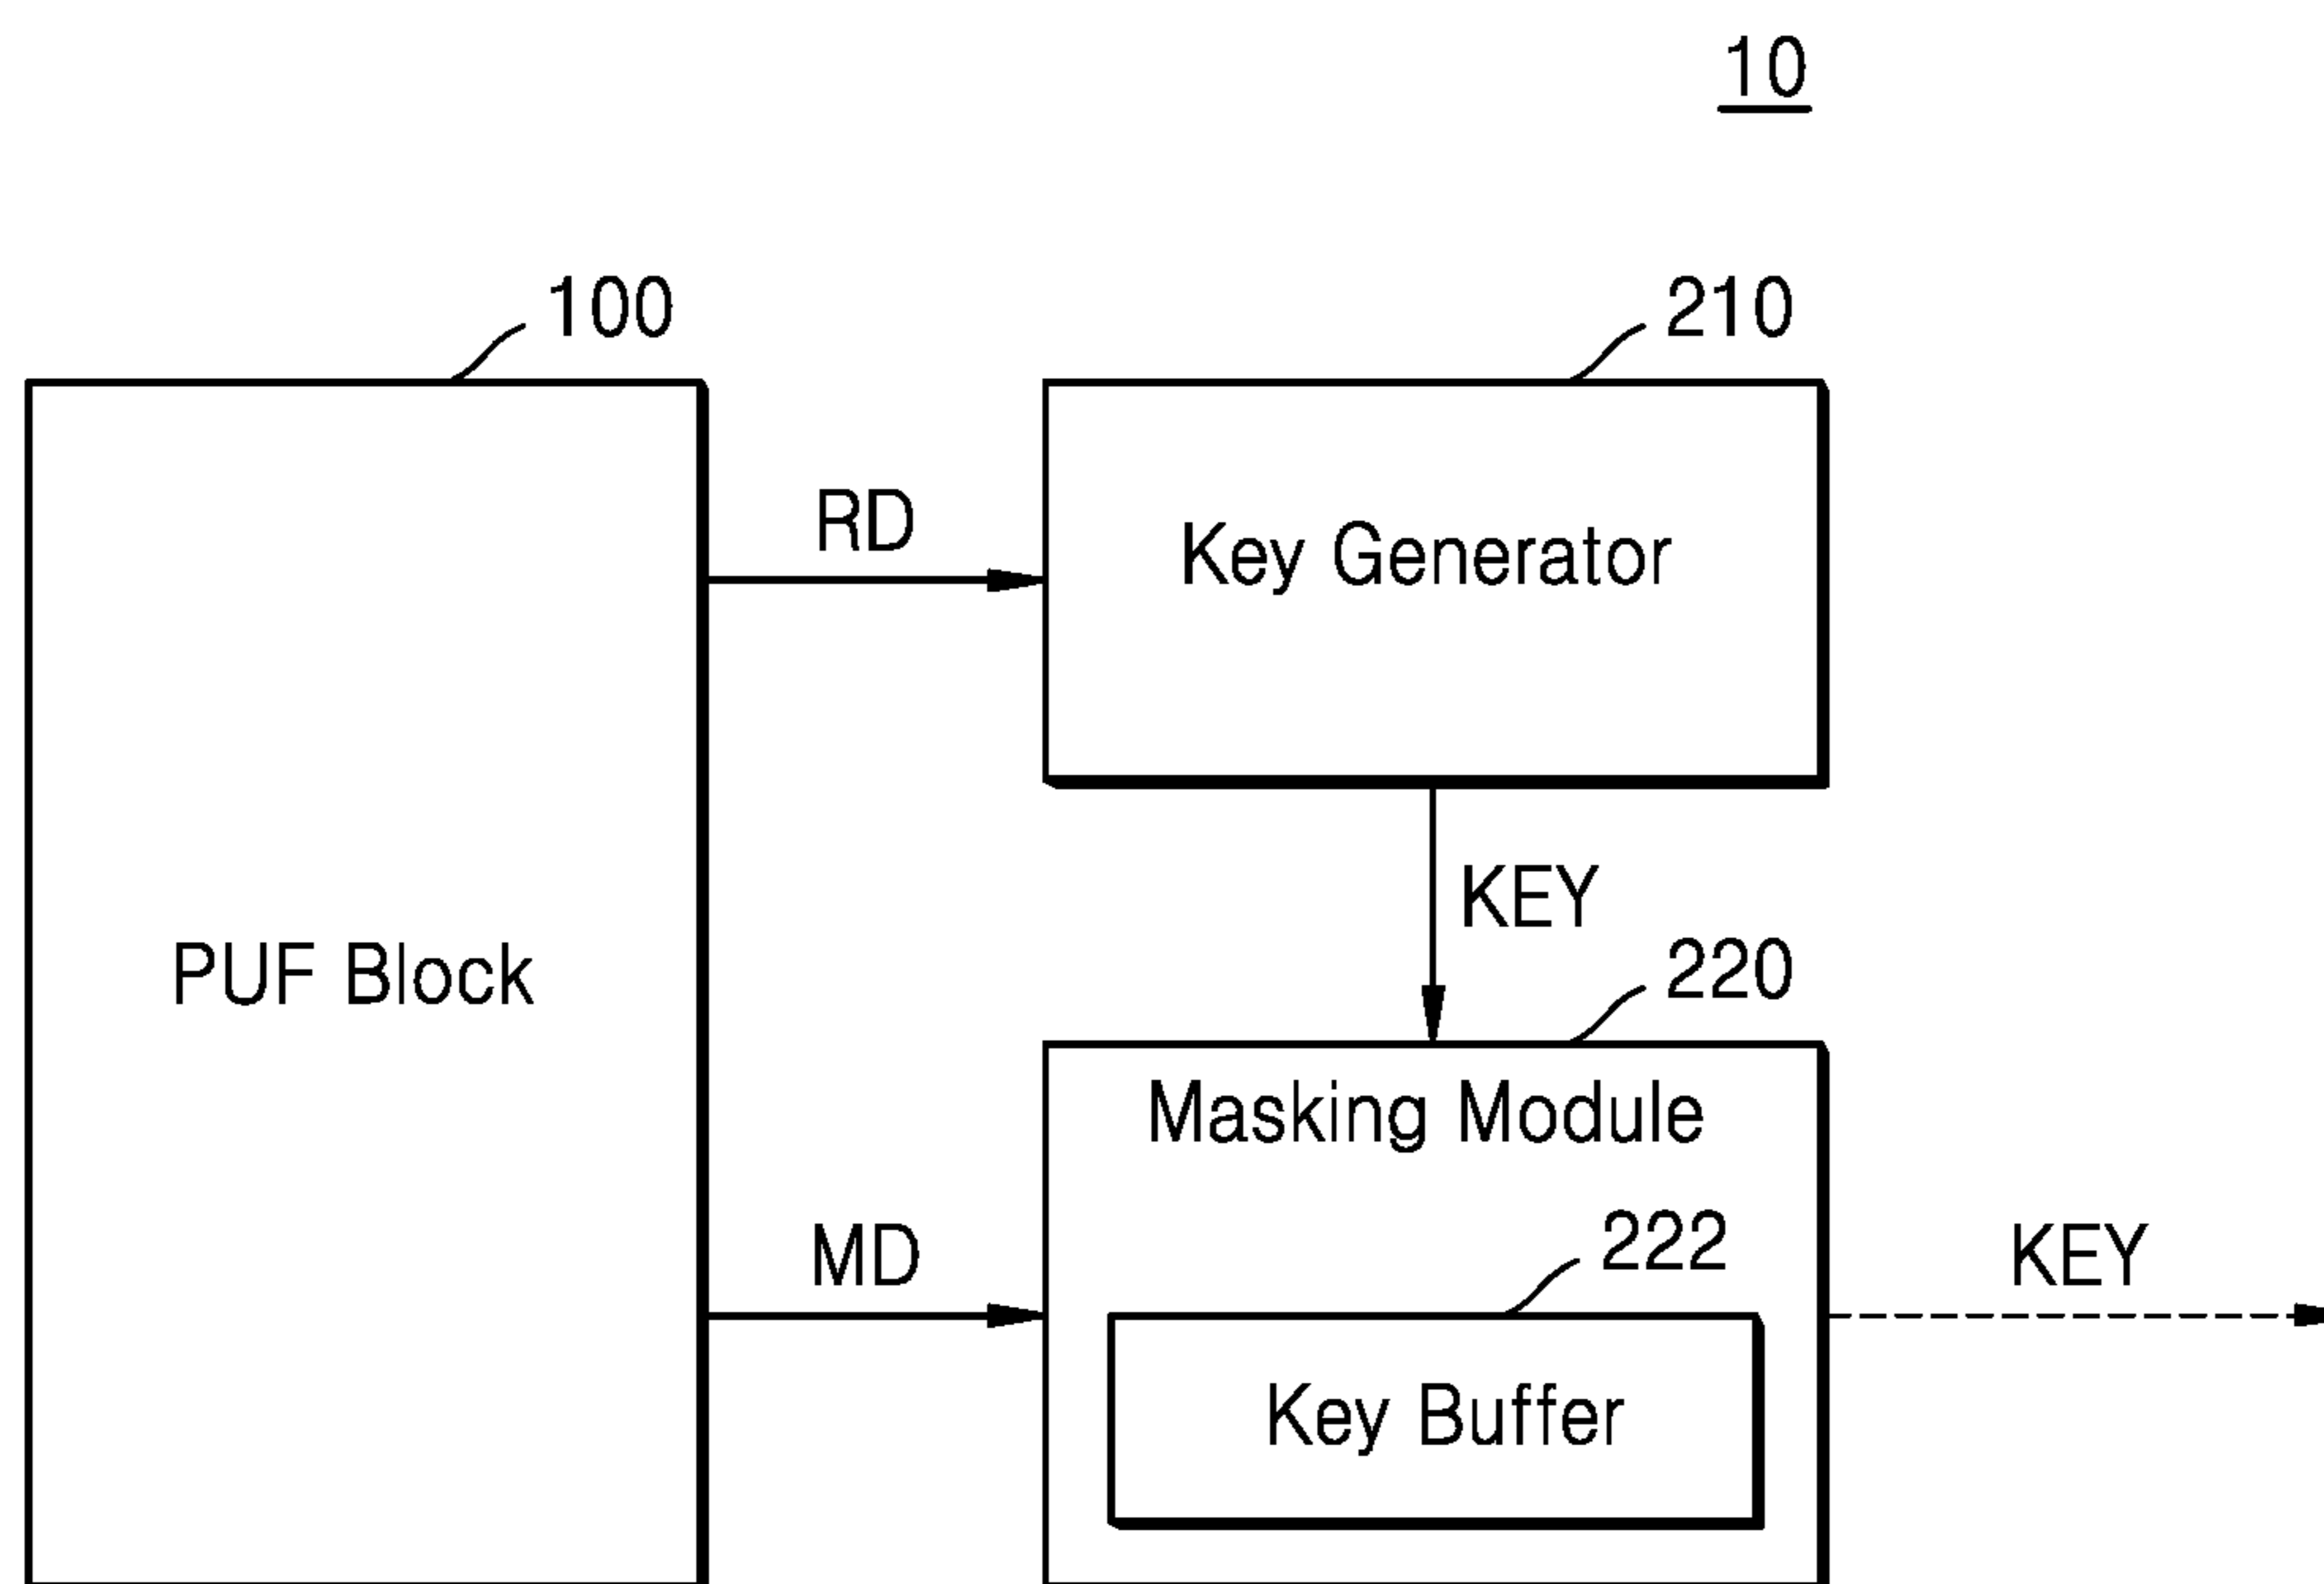 10
100
210
RD
Key Generator
KEY
PUF Block
220
Masking Module
MD
222
KEY
Key Buffer